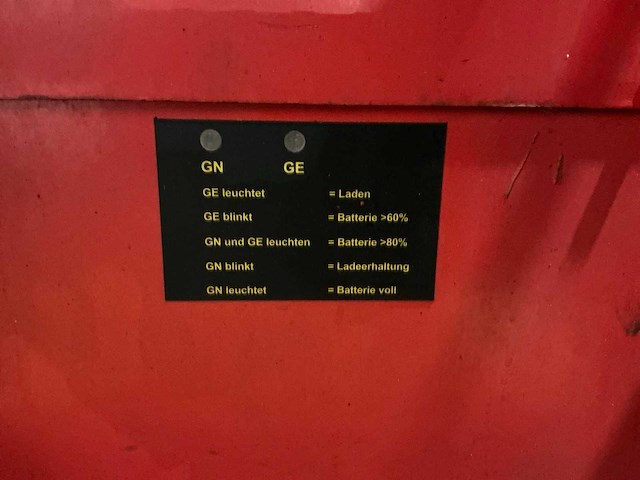 GN GE
GE leuchtet = Laden
GE blinkt = Batterie >60%
GN und GE leuchten = Batterie >80%
GN blinkt = Ladeerhaltung
GN leuchtet = Batterie voll